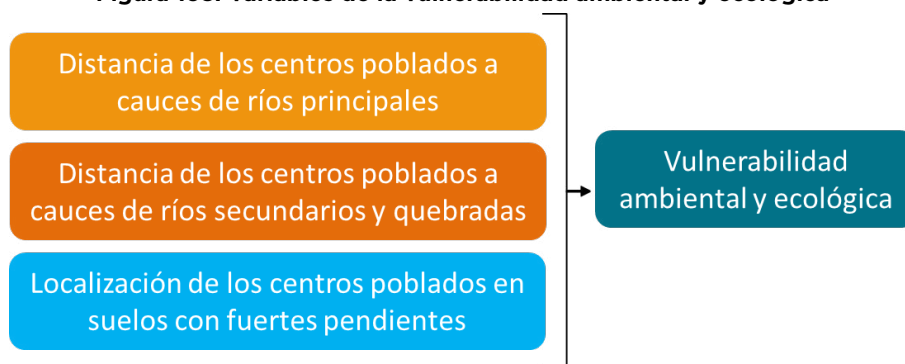 Distancia de los centros poblados a
cauces de ríos principales
Distancia de los centros poblados a
cauces de ríos secundarios y quebradas
Localización de los centros poblados en
suelos con fuertes pendientes
Vulnerabilidad
ambiental y ecológica